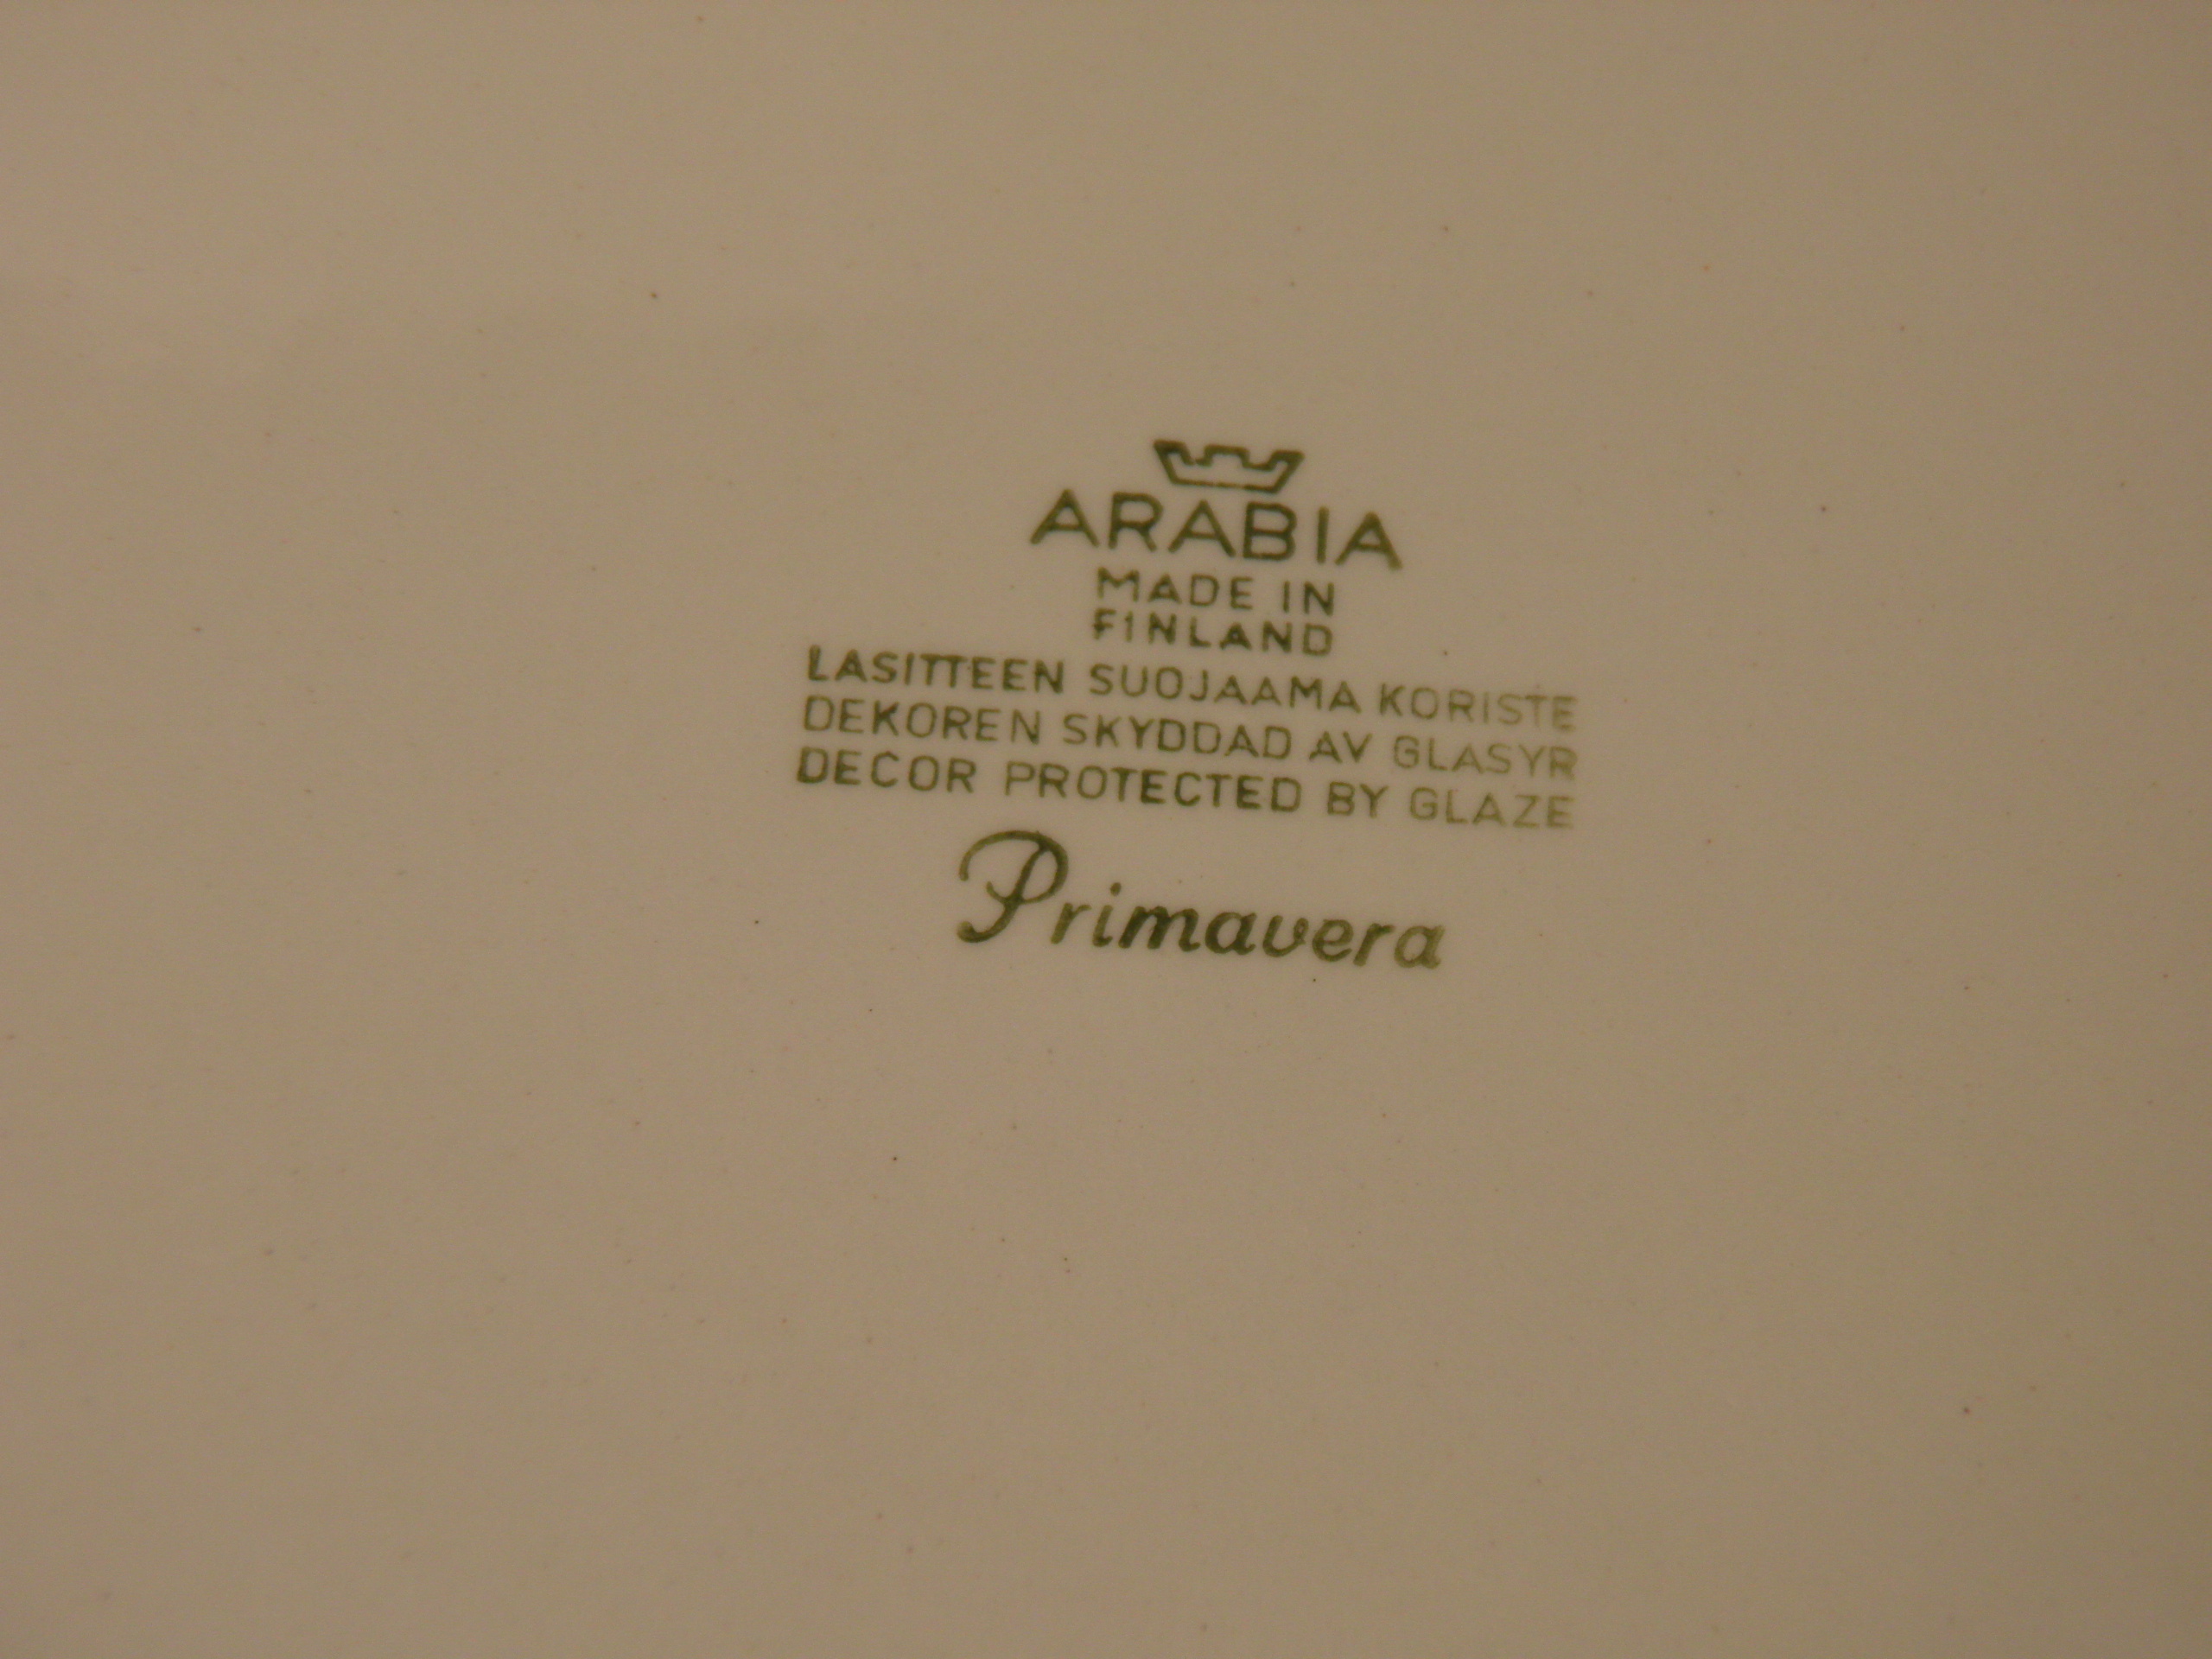 ARABIA
MADE IN
FINLAND
LASITTEEN SUOJAAMA KORISTE
DEKOREN SKYDDAD AV GLASYR
DECOR PROTECTED BY GLAZE
Primavera